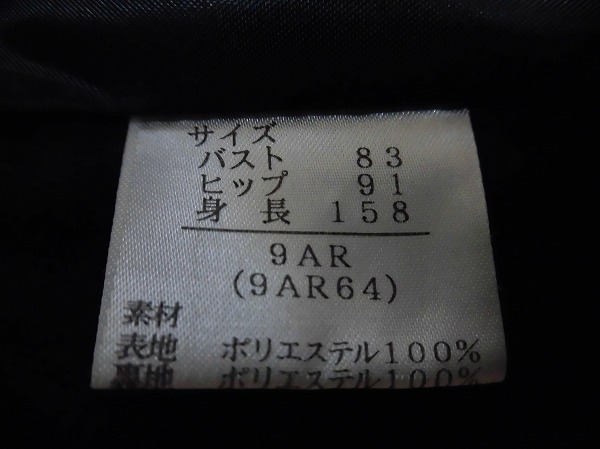 サイズ
バスト 83
ヒップ 91
身長 158
9AR
(9AR64)
素材
表地 ポリエステル100%
裏地 ポリエステル100%